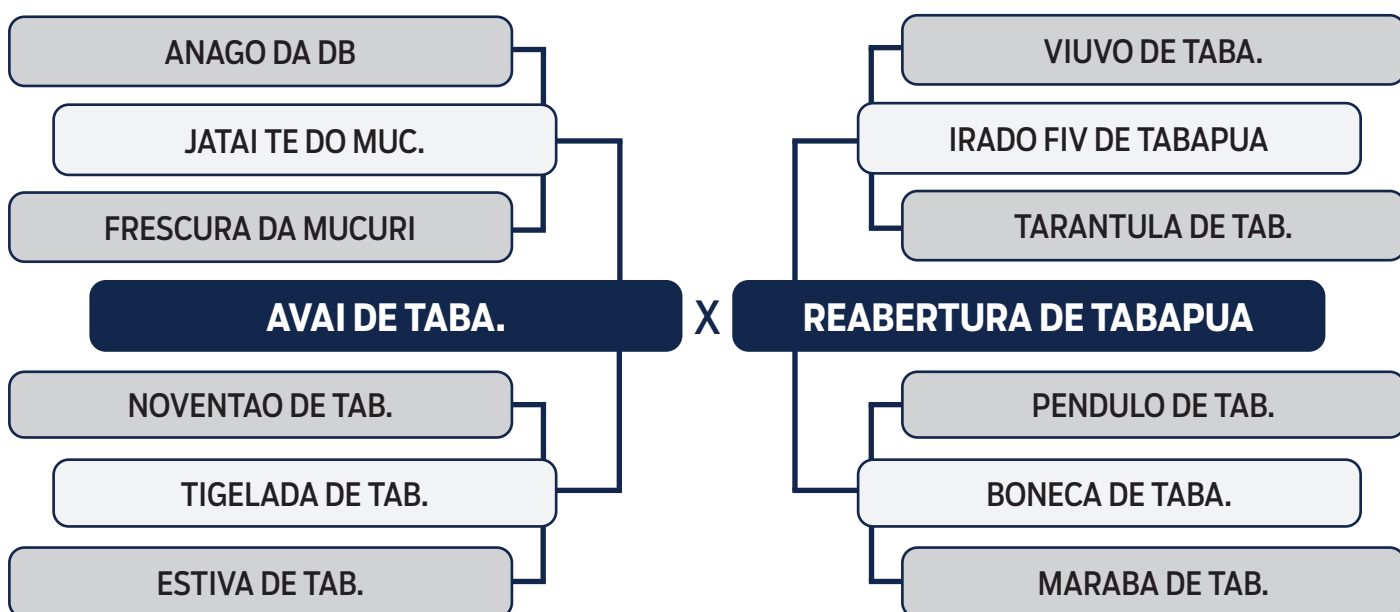 ANAGO DA DB
JATAI TE DO MUC.
FRESCURA DA MUCURI
AVAI DE TABA.
NOVENTAO DE TAB.
TIGELADA DE TAB.
ESTIVA DE TAB.
X
VIUVO DE TABA.
IRADO FIV DE TABAPUA
TARANTULA DE TAB.
REABERTURA DE TABAPUA
PENDULO DE TAB.
BONECA DE TABA.
MARABA DE TAB.